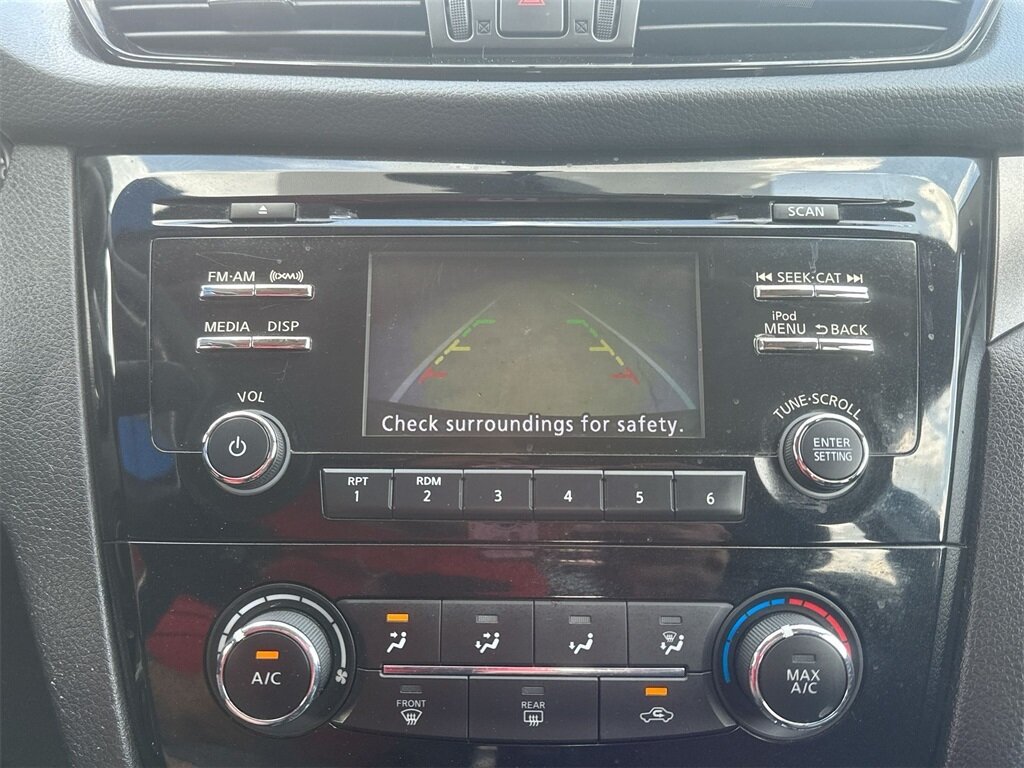 SCAN
FM·AM ((XM))
SEEK·CAT
MEDIA DISP
iPod
MENU BACK
VOL
TUNE·SCROLL
Check surroundings for safety.
ENTER
SETTING
RPT
1
RDM
2
3
4
5
6
A/C
MAX
A/C
FRONT
REAR